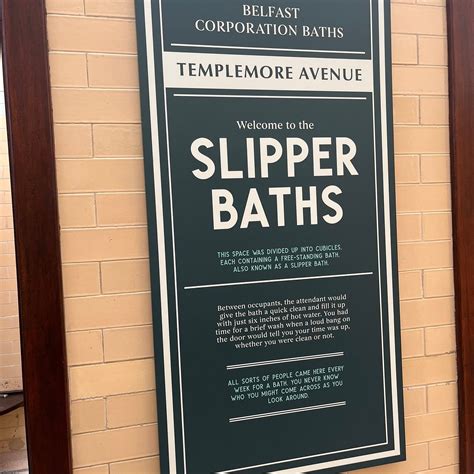 BELFAST
CORPORATION BATHS
TEMPLEMORE AVENUE
Welcome to the
SLIPPER
BATHS
THIS SPACE WAS DIVIDED UP INTO CUBICLES,
EACH CONTAINING A FREE-STANDING BATH,
ALSO KNOWN AS A SLIPPER BATH.
Between occupants, the attendant would
give the bath a quick clean and fill it up
with just six inches of hot water. You had
time for a brief wash when a loud bang on
the door would tell you your time was up,
whether you were clean or not.
ALL SORTS OF PEOPLE CAME HERE EVERY
WEEK FOR A BATH. YOU NEVER KNOW
WHO YOU MIGHT COME ACROSS AS YOU
LOOK AROUND.